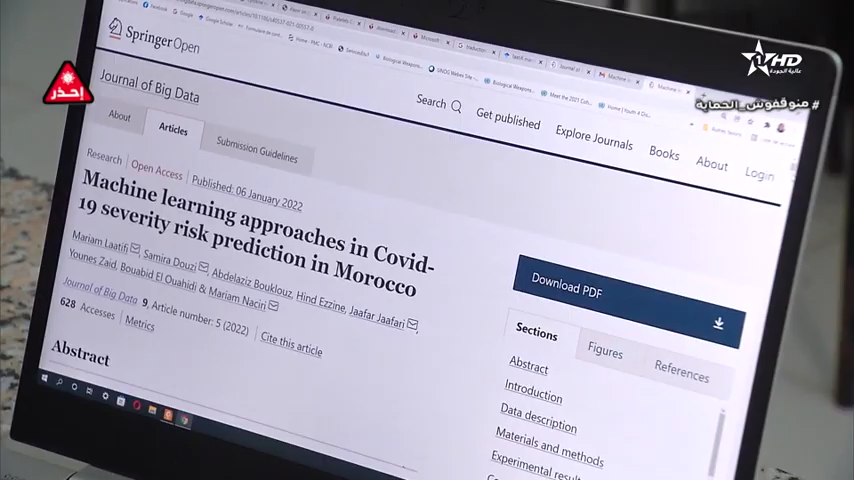 SpringerOpen
Journal of Big Data
Search
Get published
Explore Journals
Books
About
Login
About
Articles
Submission Guidelines
Research | Open Access | Published: 06 January 2022
Machine learning approaches in Covid-
19 severity risk prediction in Morocco
Mariam Laatifi, Samira Douzi, Abdelaziz Bouklouz, Hind Ezzine, Jaafar Jaafari,
Younes Zaid, Bouabid El Ouahidi & Mariam Naciri
Journal of Big Data 9, Article number: 5 (2022) | Cite this article
628 Accesses | Metrics
Abstract
Download PDF
Sections
Figures
References
Abstract
Introduction
Data description
Materials and methods
إحذر
HD
عالية الجودة
#منوقفوش_الحماية